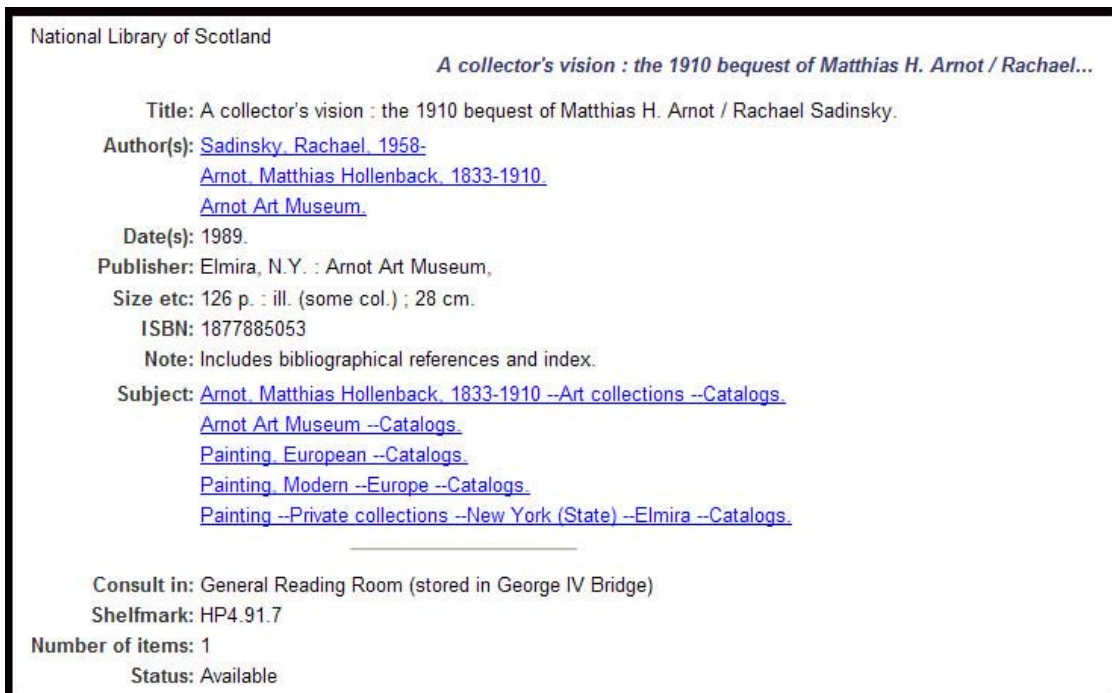 National Library of Scotland
A collector's vision : the 1910 bequest of Matthias H. Arnot / Rachael...
Title: A collector's vision : the 1910 bequest of Matthias H. Arnot / Rachael Sadinsky.
Author(s): Sadinsky, Rachael, 1958-
Arnot, Matthias Hollenback, 1833-1910.
Arnot Art Museum.
Date(s): 1989.
Publisher: Elmira, N.Y. : Arnot Art Museum,
Size etc: 126 p. : ill. (some col.) ; 28 cm.
ISBN: 1877885053
Note: Includes bibliographical references and index.
Subject: Arnot, Matthias Hollenback, 1833-1910 --Art collections --Catalogs.
Arnot Art Museum --Catalogs.
Painting, European --Catalogs.
Painting, Modern --Europe --Catalogs.
Painting --Private collections --New York (State) --Elmira --Catalogs.
Consult in: General Reading Room (stored in George IV Bridge)
Shelfmark: HP4.91.7
Number of items: 1
Status: Available